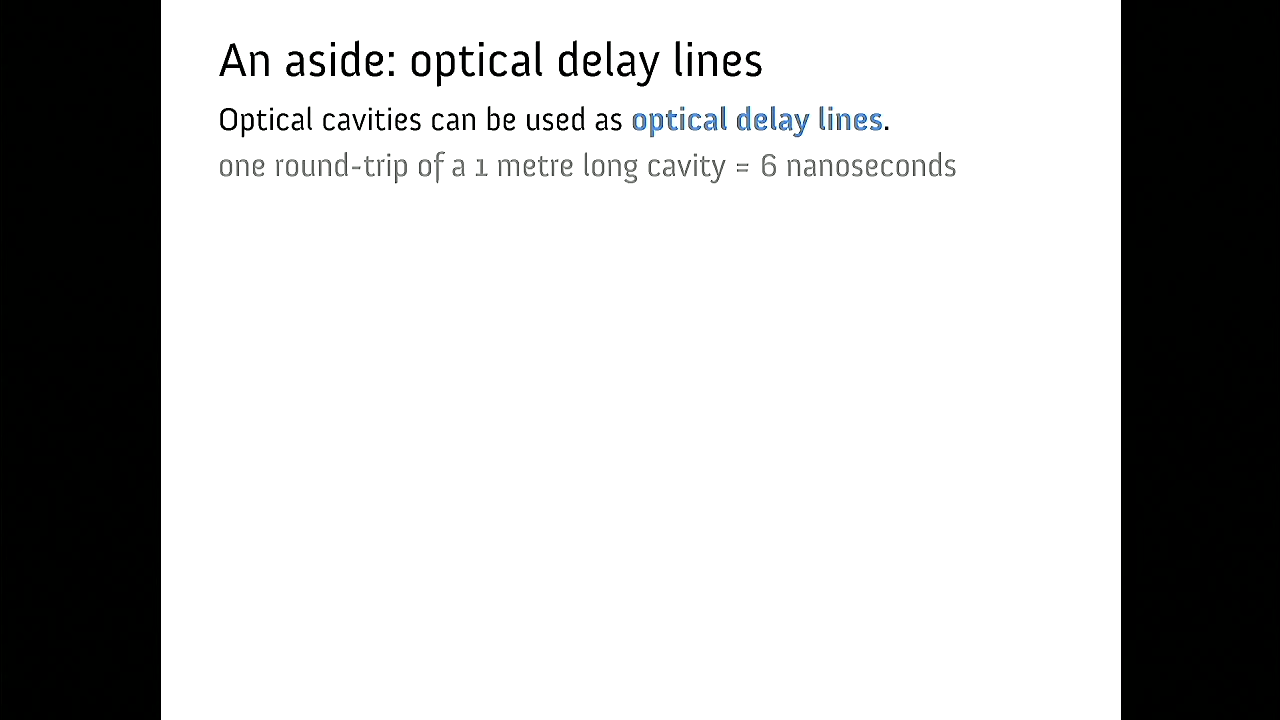 An aside: optical delay lines
Optical cavities can be used as optical delay lines.
one round-trip of a 1 metre long cavity = 6 nanoseconds